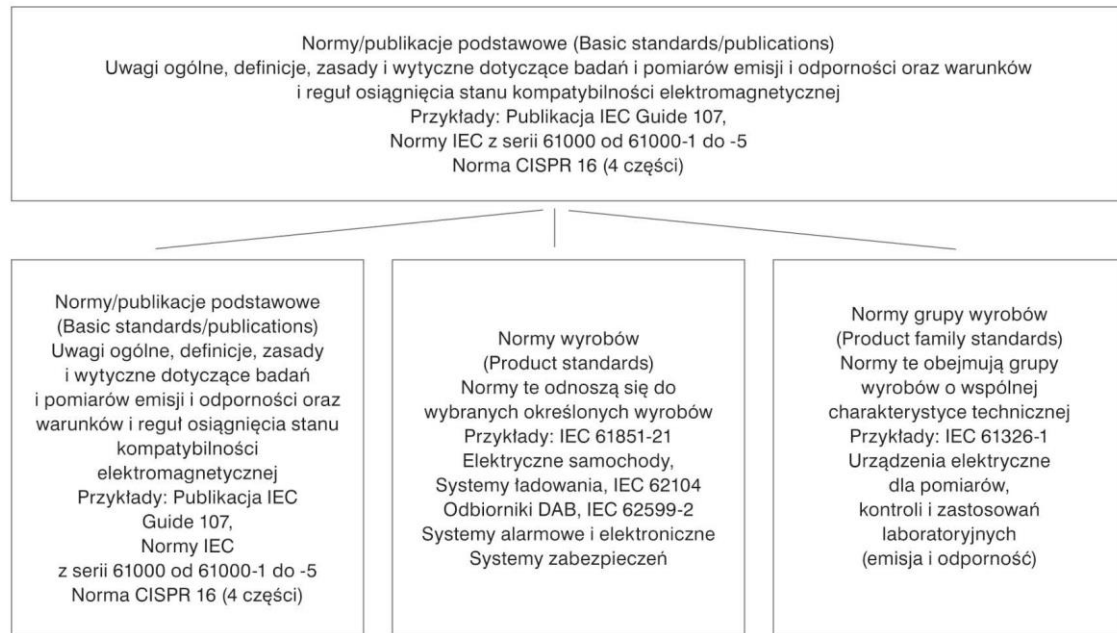 Normy/publikacje podstawowe (Basic standards/publications)
Uwagi ogólne, definicje, zasady i wytyczne dotyczące badań i pomiarów emisji i odporności oraz warunków
i reguł osiągnięcia stanu kompatybilności elektromagnetycznej
Przykłady: Publikacja IEC Guide 107,
Normy IEC z serii 61000 od 61000-1 do -5
Norma CISPR 16 (4 części)
Normy/publikacje podstawowe
(Basic standards/publications)
Uwagi ogólne, definicje, zasady
i wytyczne dotyczące badań
i pomiarów emisji i odporności oraz
warunków i reguł osiągnięcia stanu
kompatybilności
elektromagnetycznej
Przykłady: Publikacja IEC
Guide 107,
Normy IEC
z serii 61000 od 61000-1 do -5
Norma CISPR 16 (4 części)
Normy wyrobów
(Product standards)
Normy te odnoszą się do
wybranych określonych wyrobów
Przykłady: IEC 61851-21
Elektryczne samochody,
Systemy ładowania, IEC 62104
Odbiorniki DAB, IEC 62599-2
Systemy alarmowe i elektroniczne
Systemy zabezpieczeń
Normy grupy wyrobów
(Product family standards)
Normy te obejmują grupy
wyrobów o wspólnej
charakterystyce technicznej
Przykłady: IEC 61326-1
Urządzenia elektryczne
dla pomiarów,
kontroli i zastosowań
laboratoryjnych
(emisja i odporność)